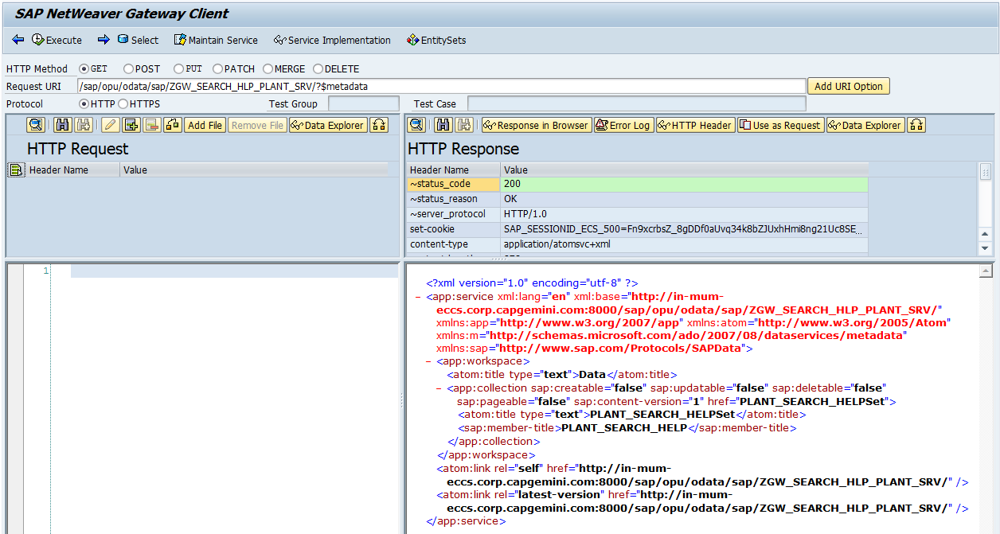 SAP NetWeaver Gateway Client
Execute Select Maintain Service Service Implementation EntitySets
HTTP Method GET POST PUT PATCH MERGE DELETE
Request URI /sap/opu/odata/sap/ZGW_SEARCH_HLP_PLANT_SRV/?$metadata Add URI Option
Protocol HTTP HTTPS Test Group Test Case
Add File Remove File Data Explorer
HTTP Request
Header Name Value
1
Response in Browser Error Log HTTP Header Use as Request Data Explorer
HTTP Response
Header Name Value
~status_code 200
~status_reason OK
~server_protocol HTTP/1.0
set-cookie SAP_SESSIONID_ECS_500=Fn9xcrbsZ_8gDDf0aUvq34k8bZJUxhHmi8ng21Uc8SE...
content-type application/atomsvc+xml
<?xml version="1.0" encoding="utf-8" ?>
- <app:service xml:lang="en" xml:base="http://in-mum-
eccs.corp.capgemini.com:8000/sap/opu/odata/sap/ZGW_SEARCH_HLP_PLANT_SRV/"
xmlns:app="http://www.w3.org/2007/app" xmlns:atom="http://www.w3.org/2005/Atom"
xmlns:m="http://schemas.microsoft.com/ado/2007/08/dataservices/metadata"
xmlns:sap="http://www.sap.com/Protocols/SAPData">
- <app:workspace>
<atom:title type="text">Data</atom:title>
- <app:collection sap:creatable="false" sap:updatable="false" sap:deletable="false"
sap:pageable="false" sap:content-version="1" href="PLANT_SEARCH_HELPSet">
<atom:title type="text">PLANT_SEARCH_HELPSet</atom:title>
<sap:member-title>PLANT_SEARCH_HELP</sap:member-title>
</app:collection>
</app:workspace>
<atom:link rel="self" href="http://in-mum-
eccs.corp.capgemini.com:8000/sap/opu/odata/sap/ZGW_SEARCH_HLP_PLANT_SRV/" />
<atom:link rel="latest-version" href="http://in-mum-
eccs.corp.capgemini.com:8000/sap/opu/odata/sap/ZGW_SEARCH_HLP_PLANT_SRV/" />
</app:service>